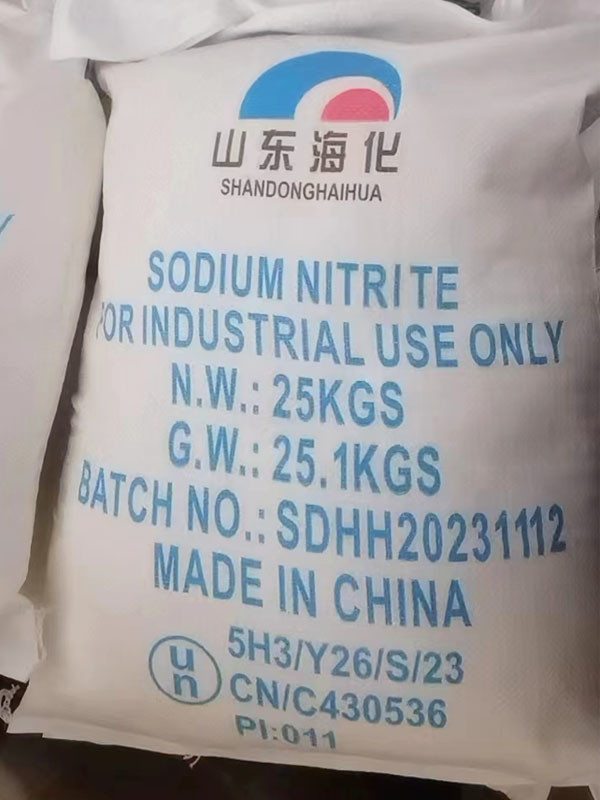 山东海化
SHANDONGHAIHUA
SODIUM NITRITE
FOR INDUSTRIAL USE ONLY
N.W.: 25KGS
G.W.: 25.1KGS
BATCH NO.: SDHH20231112
MADE IN CHINA
un
5H3/Y26/S/23
CN/C430536
PI:011